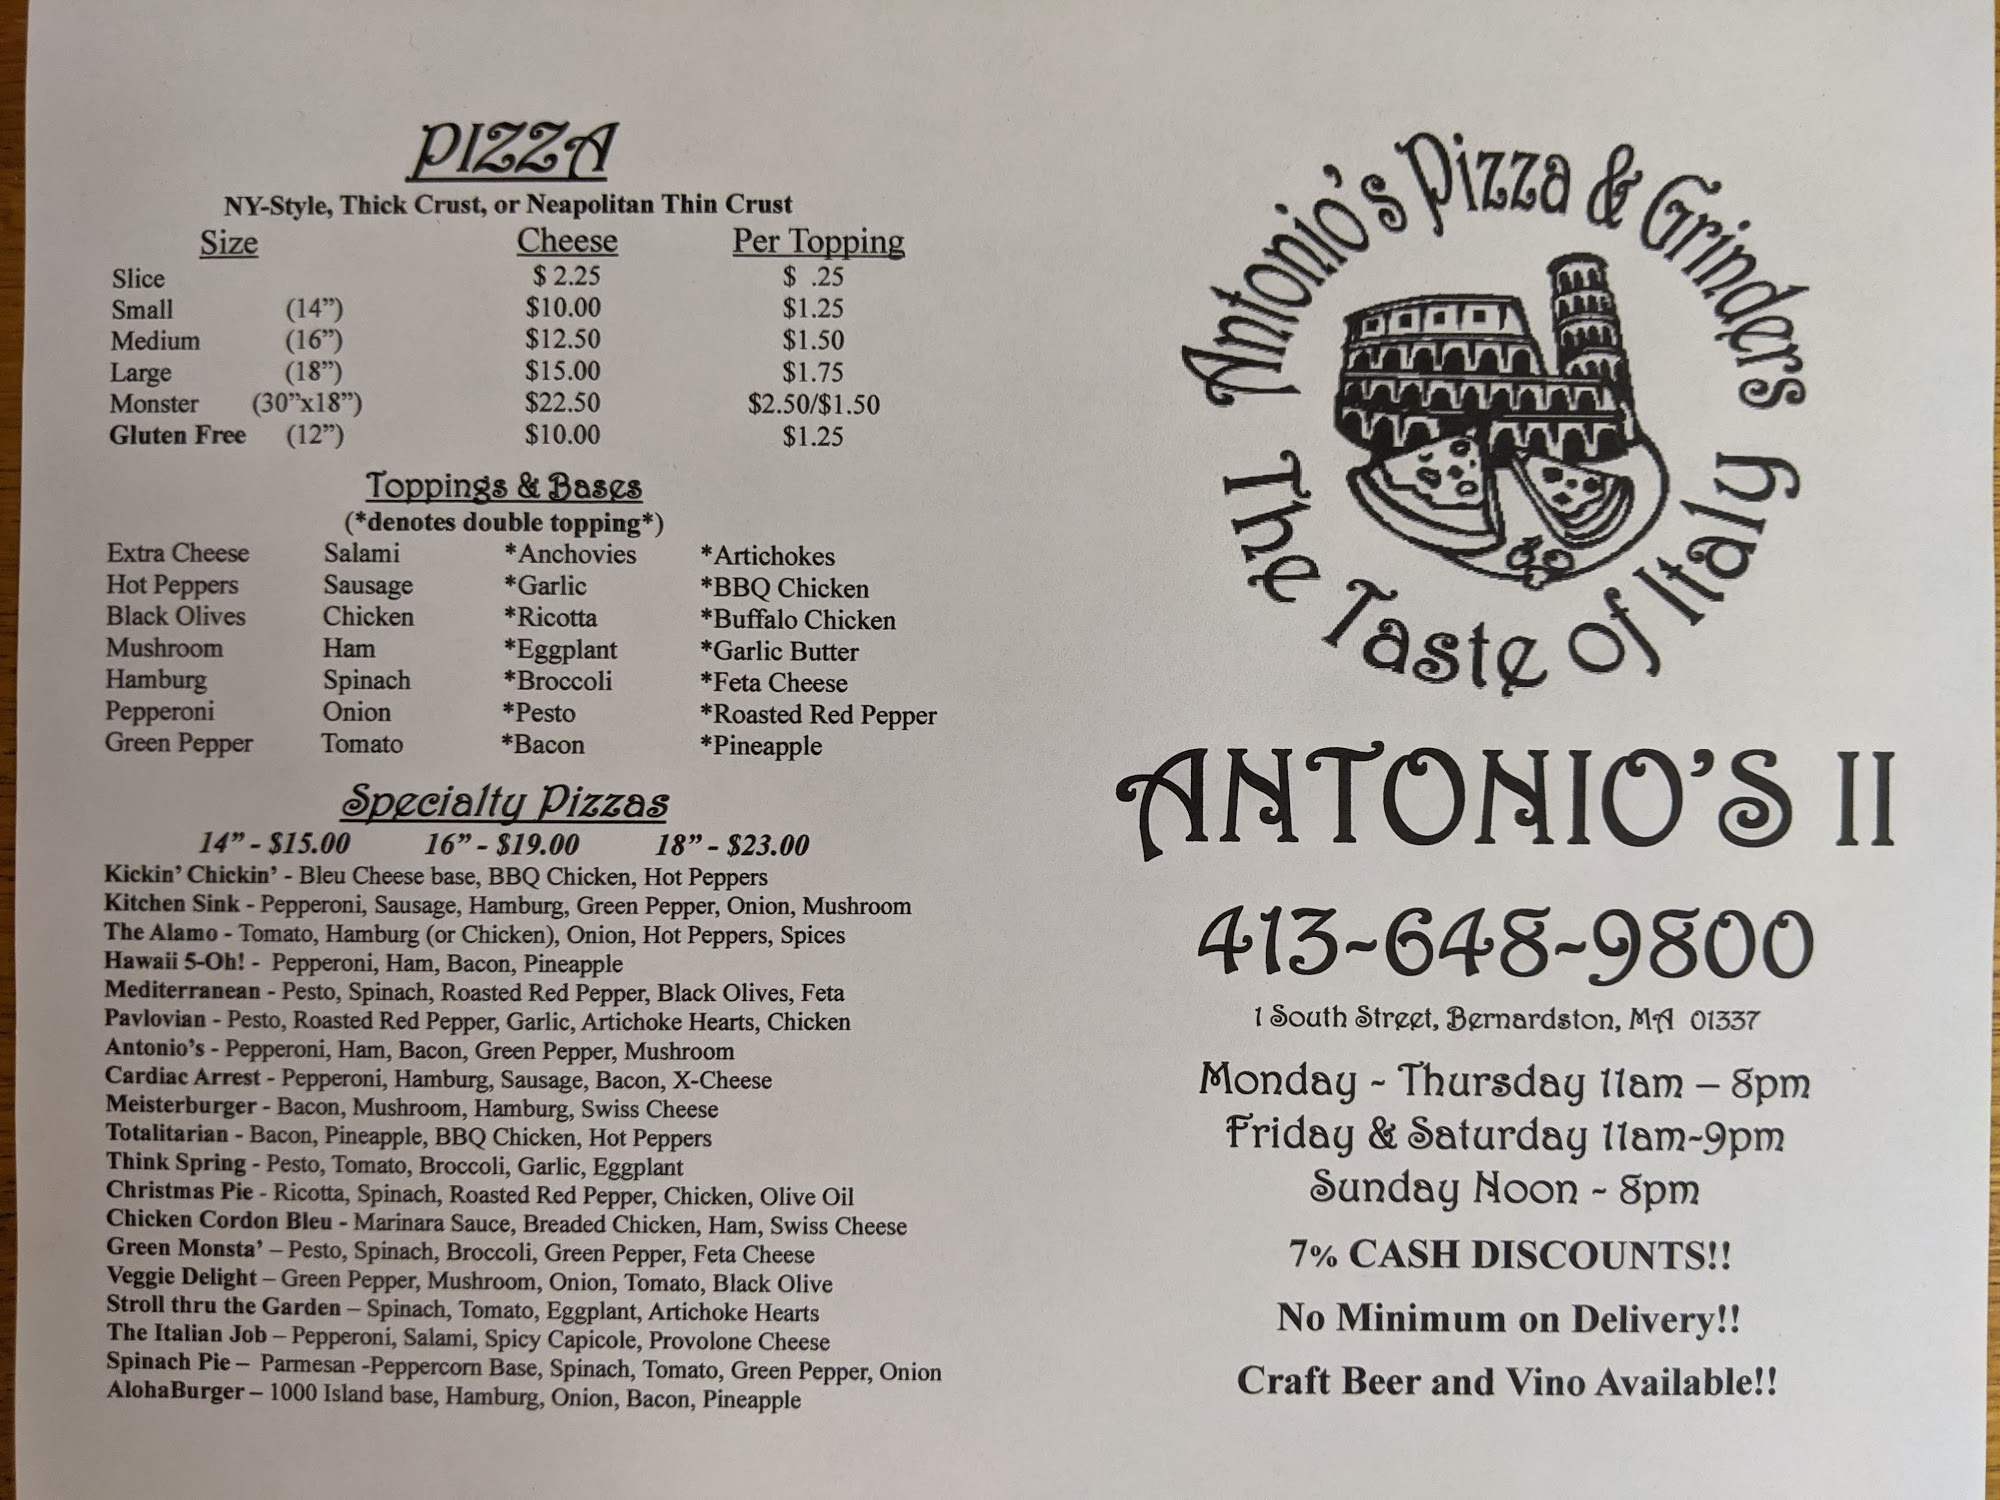 PIZZA
NY-Style, Thick Crust, or Neapolitan Thin Crust
Size Cheese Per Topping
Slice $ 2.25 $ .25
Small (14”) $10.00 $1.25
Medium (16”) $12.50 $1.50
Large (18”) $15.00 $1.75
Monster (30”x18”) $22.50 $2.50/$1.50
Gluten Free (12”) $10.00 $1.25
Toppings & Bases
(*denotes double topping*)
Extra Cheese Salami *Anchovies *Artichokes
Hot Peppers Sausage *Garlic *BBQ Chicken
Black Olives Chicken *Ricotta *Buffalo Chicken
Mushroom Ham *Eggplant *Garlic Butter
Hamburg Spinach *Broccoli *Feta Cheese
Pepperoni Onion *Pesto *Roasted Red Pepper
Green Pepper Tomato *Bacon *Pineapple
Specialty Pizzas
14” - $15.00 16” - $19.00 18” - $23.00
Kickin’ Chickin’ - Bleu Cheese base, BBQ Chicken, Hot Peppers
Kitchen Sink - Pepperoni, Sausage, Hamburg, Green Pepper, Onion, Mushroom
The Alamo - Tomato, Hamburg (or Chicken), Onion, Hot Peppers, Spices
Hawaii 5-Oh! - Pepperoni, Ham, Bacon, Pineapple
Mediterranean - Pesto, Spinach, Roasted Red Pepper, Black Olives, Feta
Pavlovian - Pesto, Roasted Red Pepper, Garlic, Artichoke Hearts, Chicken
Antonio’s - Pepperoni, Ham, Bacon, Green Pepper, Mushroom
Cardiac Arrest - Pepperoni, Hamburg, Sausage, Bacon, X-Cheese
Meisterburger - Bacon, Mushroom, Hamburg, Swiss Cheese
Totalitarian - Bacon, Pineapple, BBQ Chicken, Hot Peppers
Think Spring - Pesto, Tomato, Broccoli, Garlic, Eggplant
Christmas Pie - Ricotta, Spinach, Roasted Red Pepper, Chicken, Olive Oil
Chicken Cordon Bleu - Marinara Sauce, Breaded Chicken, Ham, Swiss Cheese
Green Monsta’ – Pesto, Spinach, Broccoli, Green Pepper, Feta Cheese
Veggie Delight – Green Pepper, Mushroom, Onion, Tomato, Black Olive
Stroll thru the Garden – Spinach, Tomato, Eggplant, Artichoke Hearts
The Italian Job – Pepperoni, Salami, Spicy Capicole, Provolone Cheese
Spinach Pie – Parmesan -Peppercorn Base, Spinach, Tomato, Green Pepper, Onion
AlohaBurger – 1000 Island base, Hamburg, Onion, Bacon, Pineapple
Antonio’s Pizza & Grinders
The Taste of Italy
ANTONIO’S II
413-648-9800
1 South Street, Bernardston, MA 01337
Monday - Thursday 11am – 8pm
Friday & Saturday 11am-9pm
Sunday Noon - 8pm
7% CASH DISCOUNTS!!
No Minimum on Delivery!!
Craft Beer and Vino Available!!